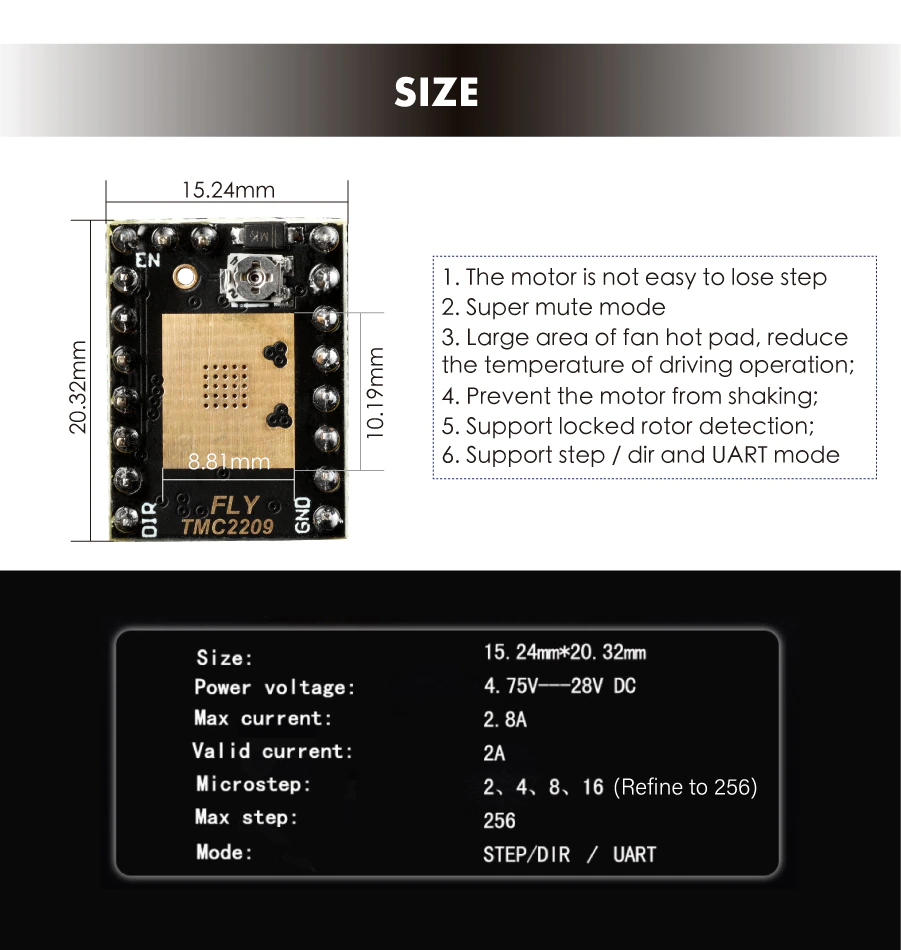 SIZE
15.24mm
20.32mm
EN
10.19mm
8.81mm
DIR
FLY
TMC2209
GND
1. The motor is not easy to lose step
2. Super mute mode
3. Large area of fan hot pad, reduce
the temperature of driving operation;
4. Prevent the motor from shaking;
5. Support locked rotor detection;
6. Support step / dir and UART mode
Size: 15.24mm*20.32mm
Power voltage: 4.75V---28V DC
Max current: 2.8A
Valid current: 2A
Microstep: 2、4、8、16 (Refine to 256)
Max step: 256
Mode: STEP/DIR / UART